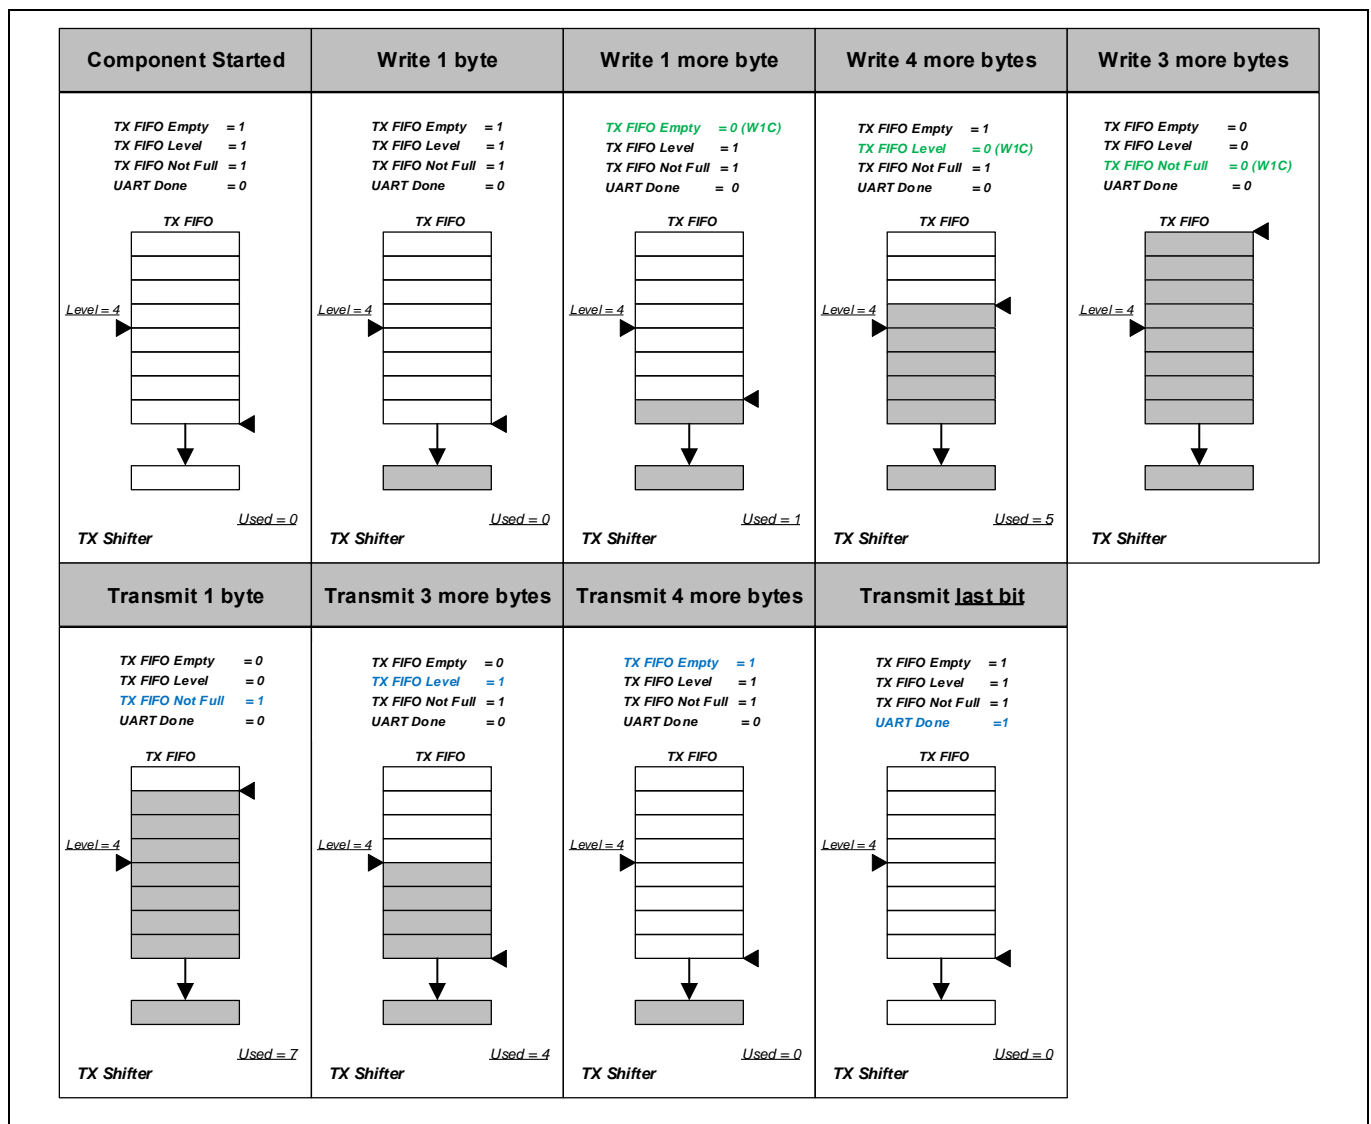 Component Started
TX FIFO Empty = 1
TX FIFO Level = 1
TX FIFO Not Full = 1
UART Done = 0
TX FIFO
Level = 4
Used = 0
TX Shifter
Write 1 byte
TX FIFO Empty = 1
TX FIFO Level = 1
TX FIFO Not Full = 1
UART Done = 0
TX FIFO
Level = 4
Used = 0
Write 1 more byte
TX FIFO Empty = 0 (W1C)
TX FIFO Level = 1
TX FIFO Not Full = 1
UART Done = 0
TX FIFO
Level = 4
Used = 1
TX Shifter
Write 4 more bytes
TX FIFO Empty = 1
TX FIFO Level = 0 (W1C)
TX FIFO Not Full = 1
UART Done = 0
TX FIFO
Level = 4
Used = 5
TX Shifter
Write 3 more bytes
TX FIFO Empty = 0
TX FIFO Level = 0
TX FIFO Not Full = 0 (W1C)
UART Done = 0
TX FIFO
Level = 4
TX Shifter
Transmit 1 byte
TX FIFO Empty = 0
TX FIFO Level = 0
TX FIFO Not Full = 1
UART Done = 0
TX FIFO
Level = 4
Used = 7
TX Shifter
Transmit 3 more bytes
TX FIFO Empty = 0
TX FIFO Level = 1
TX FIFO Not Full = 1
UART Done = 0
TX FIFO
Level = 4
Used = 4
TX Shifter
Transmit 4 more bytes
TX FIFO Empty = 1
TX FIFO Level = 1
TX FIFO Not Full = 1
UART Done = 0
TX FIFO
Level = 4
Used = 0
TX Shifter
Transmit last bit
TX FIFO Empty = 1
TX FIFO Level = 1
TX FIFO Not Full = 1
UART Done =1
TX FIFO
Level = 4
Used = 0
TX Shifter